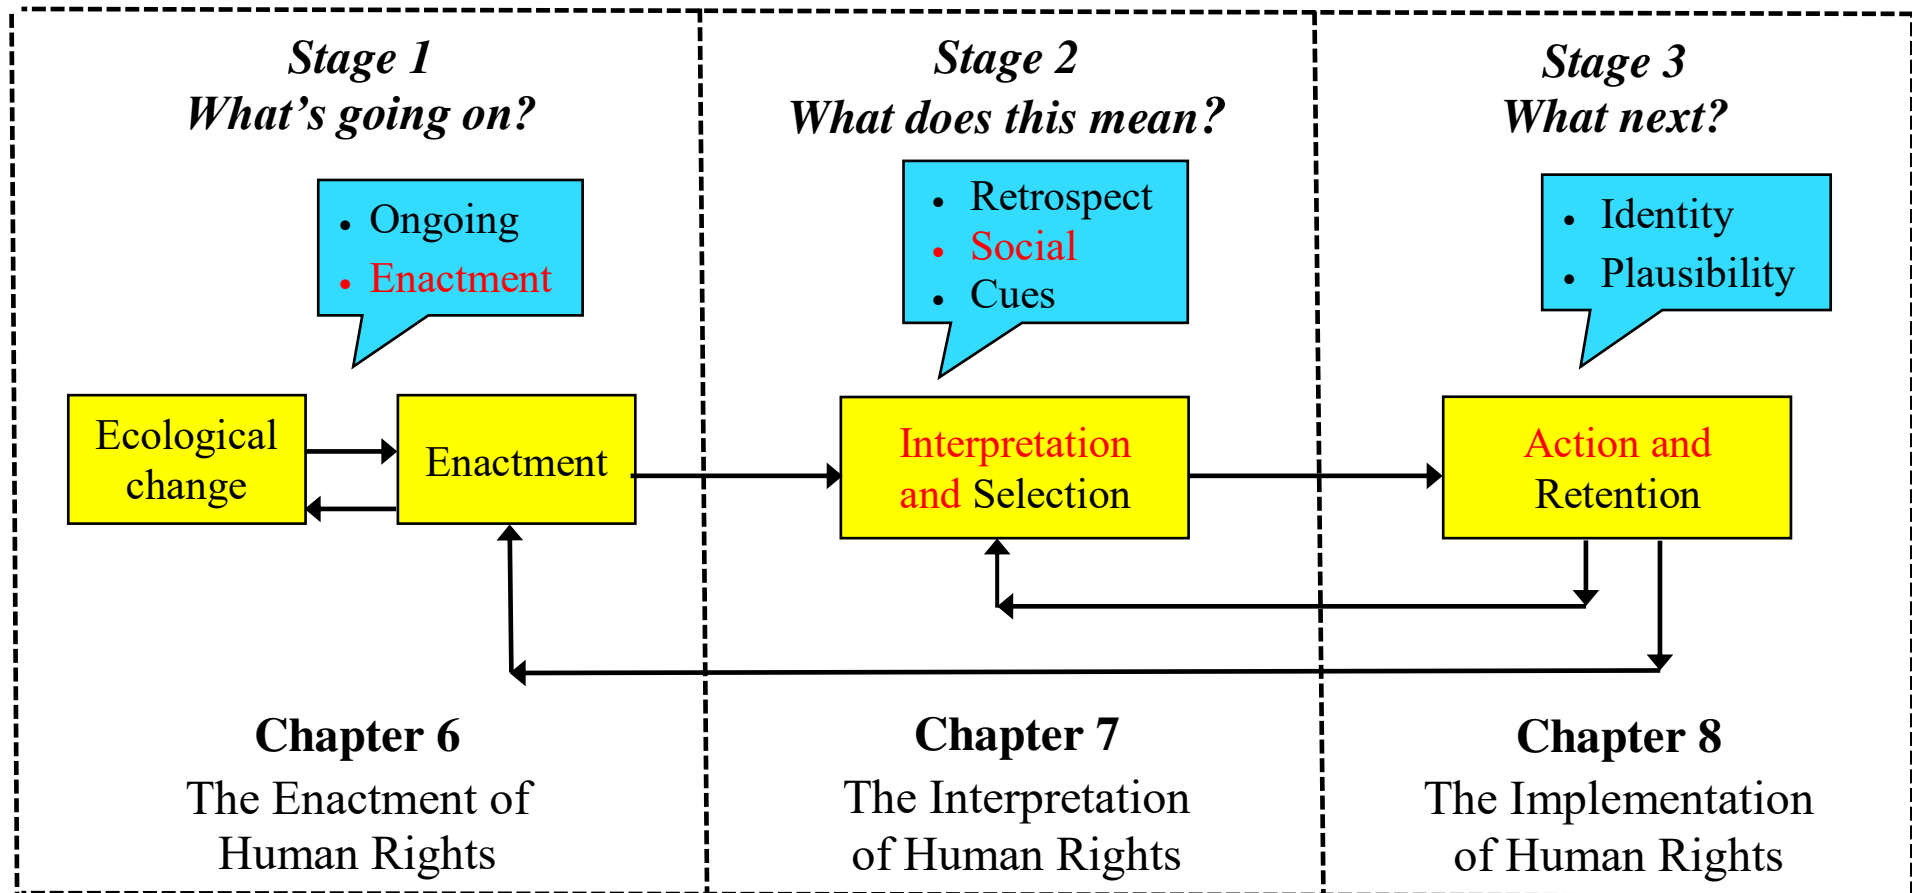 Stage 1
What's going on?
• Ongoing
• Enactment
Ecological
change
Enactment
Chapter 6
The Enactment of
Human Rights
Stage 2
What does this mean?
• Retrospect
• Social
• Cues
Interpretation
and Selection
Chapter 7
The Interpretation
of Human Rights
Stage 3
What next?
• Identity
• Plausibility
Action and
Retention
Chapter 8
The Implementation
of Human Rights